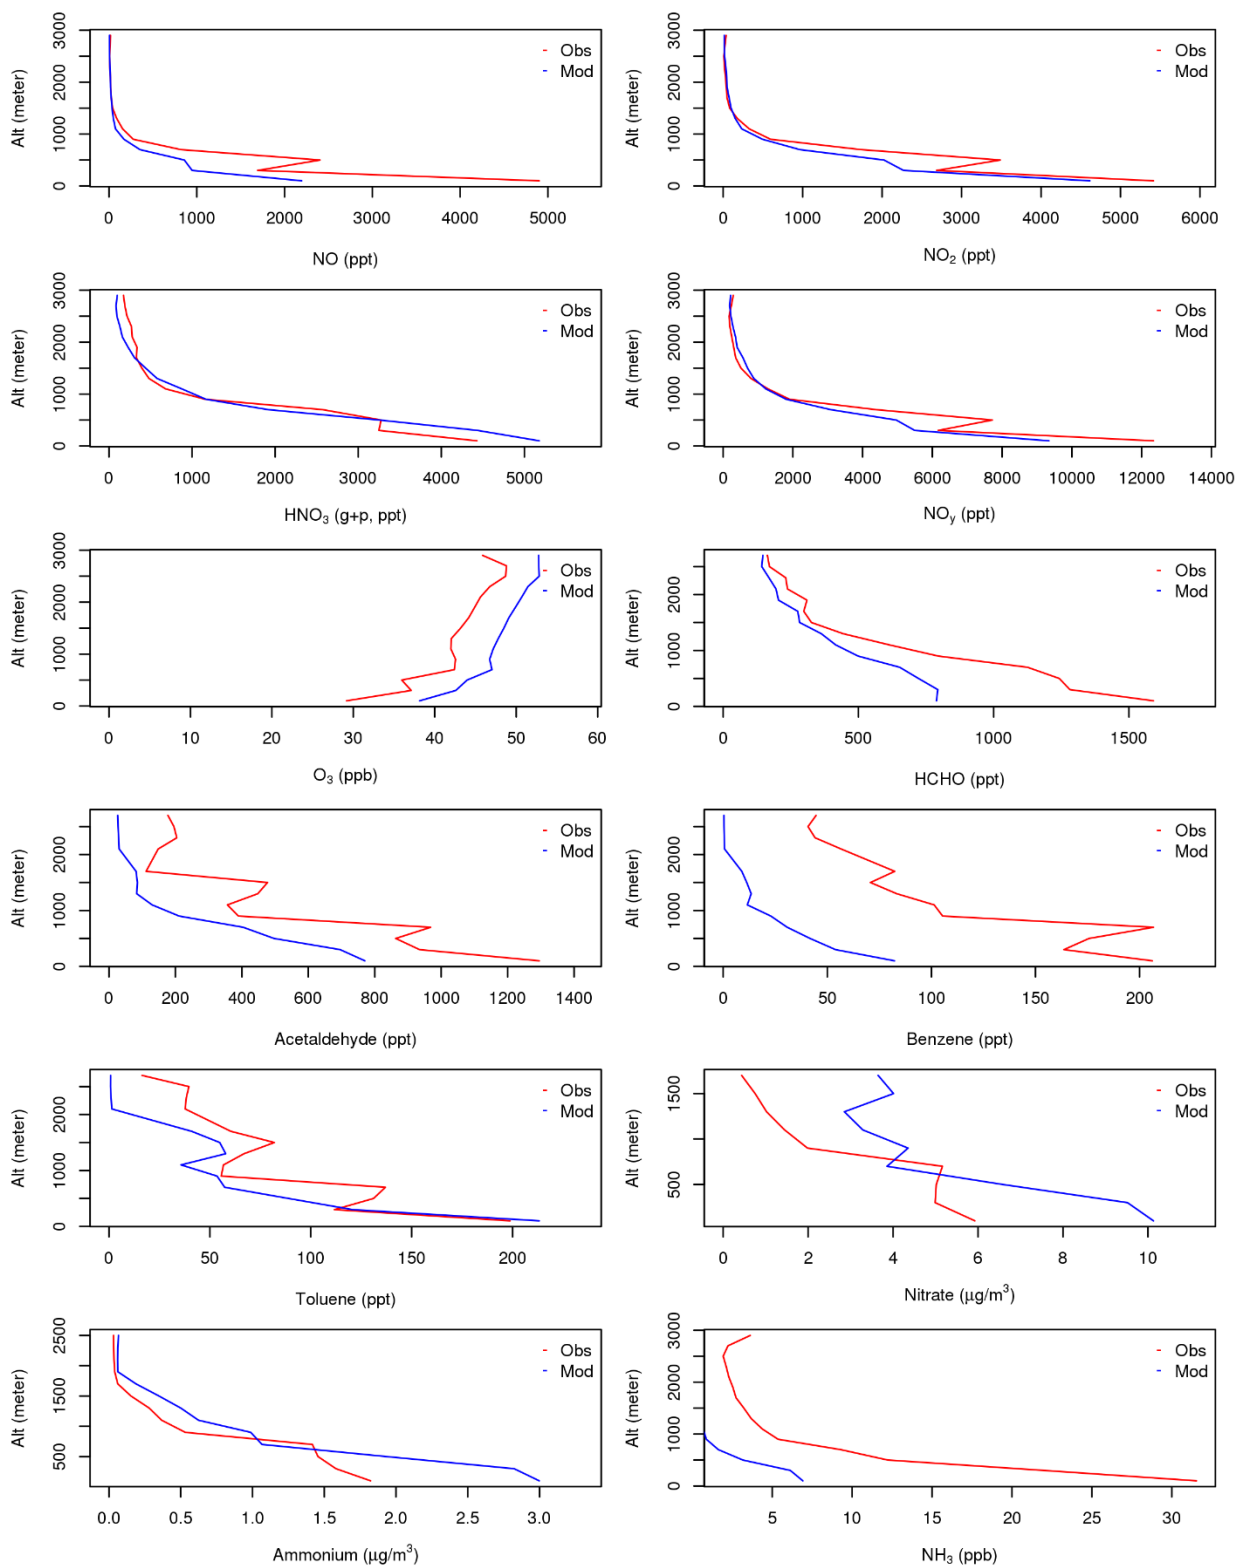 3000
2000
1000
0
Alt (meter)
Obs
Mod
0 1000 2000 3000 4000 5000
NO (ppt)
3000
2000
1000
0
Alt (meter)
Obs
Mod
0 1000 2000 3000 4000 5000 6000
NO₂ (ppt)
3000
2000
1000
0
Alt (meter)
Obs
Mod
0 1000 2000 3000 4000 5000
HNO₃ (g+p, ppt)
3000
2000
1000
0
Alt (meter)
Obs
Mod
0 2000 4000 6000 8000 10000 12000 14000
NOy (ppt)
3000
2000
1000
0
Alt (meter)
Obs
Mod
0 10 20 30 40 50 60
O₃ (ppb)
2000
1000
0
Alt (meter)
Obs
Mod
0 500 1000 1500
HCHO (ppt)
2000
1000
0
Alt (meter)
Obs
Mod
0 200 400 600 800 1000 1200 1400
Acetaldehyde (ppt)
2000
1000
0
Alt (meter)
Obs
Mod
0 50 100 150 200
Benzene (ppt)
2000
1000
0
Alt (meter)
Obs
Mod
0 50 100 150 200
Toluene (ppt)
1500
500
Alt (meter)
Obs
Mod
0 2 4 6 8 10
Nitrate (μg/m³)
2500
1500
500
Alt (meter)
Obs
Mod
0.0 0.5 1.0 1.5 2.0 2.5 3.0
Ammonium (μg/m³)
3000
2000
1000
0
Alt (meter)
Obs
Mod
5 10 15 20 25 30
NH₃ (ppb)